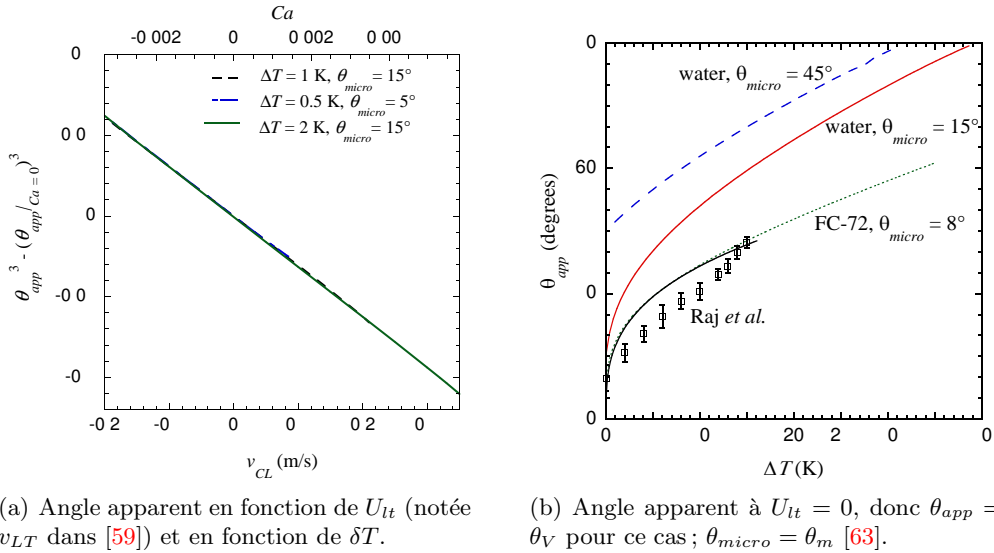 Ca
-0 002 0 0 002 0 00
0
0 0
0
-0 0
-0
θ_app^3 - (θ_app|_Ca = 0)^3
ΔT = 1 K, θ_micro = 15°
ΔT = 0.5 K, θ_micro = 5°
ΔT = 2 K, θ_micro = 15°
-0 2 0 0 0 2 0
v_CL (m/s)
0
60
0
0
θ_app (degrees)
water, θ_micro = 45°
water, θ_micro = 15°
FC-72, θ_micro = 8°
Raj et al.
0 0 20 2 0 0
ΔT (K)
(a) Angle apparent en fonction de U_lt (notée
v_LT dans [59]) et en fonction de δT.
(b) Angle apparent à U_lt = 0, donc θ_app =
θ_V pour ce cas ; θ_micro = θ_m [63].